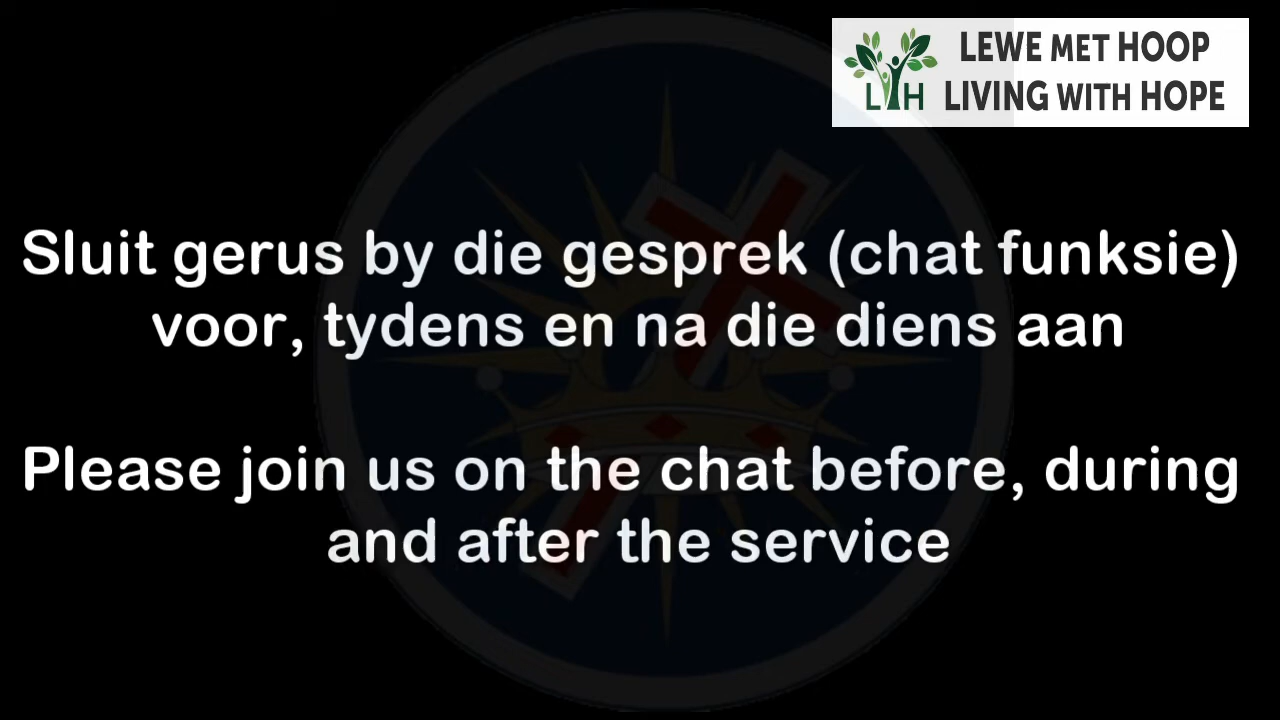 LEWE MET HOOP
LIVING WITH HOPE
LH
Sluit gerus by die gesprek (chat funksie)
voor, tydens en na die diens aan
Please join us on the chat before, during
and after the service